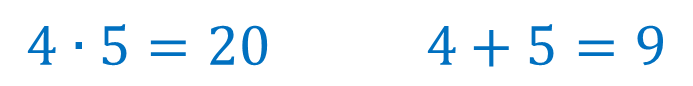 4 · 5 = 20 4 + 5 = 9